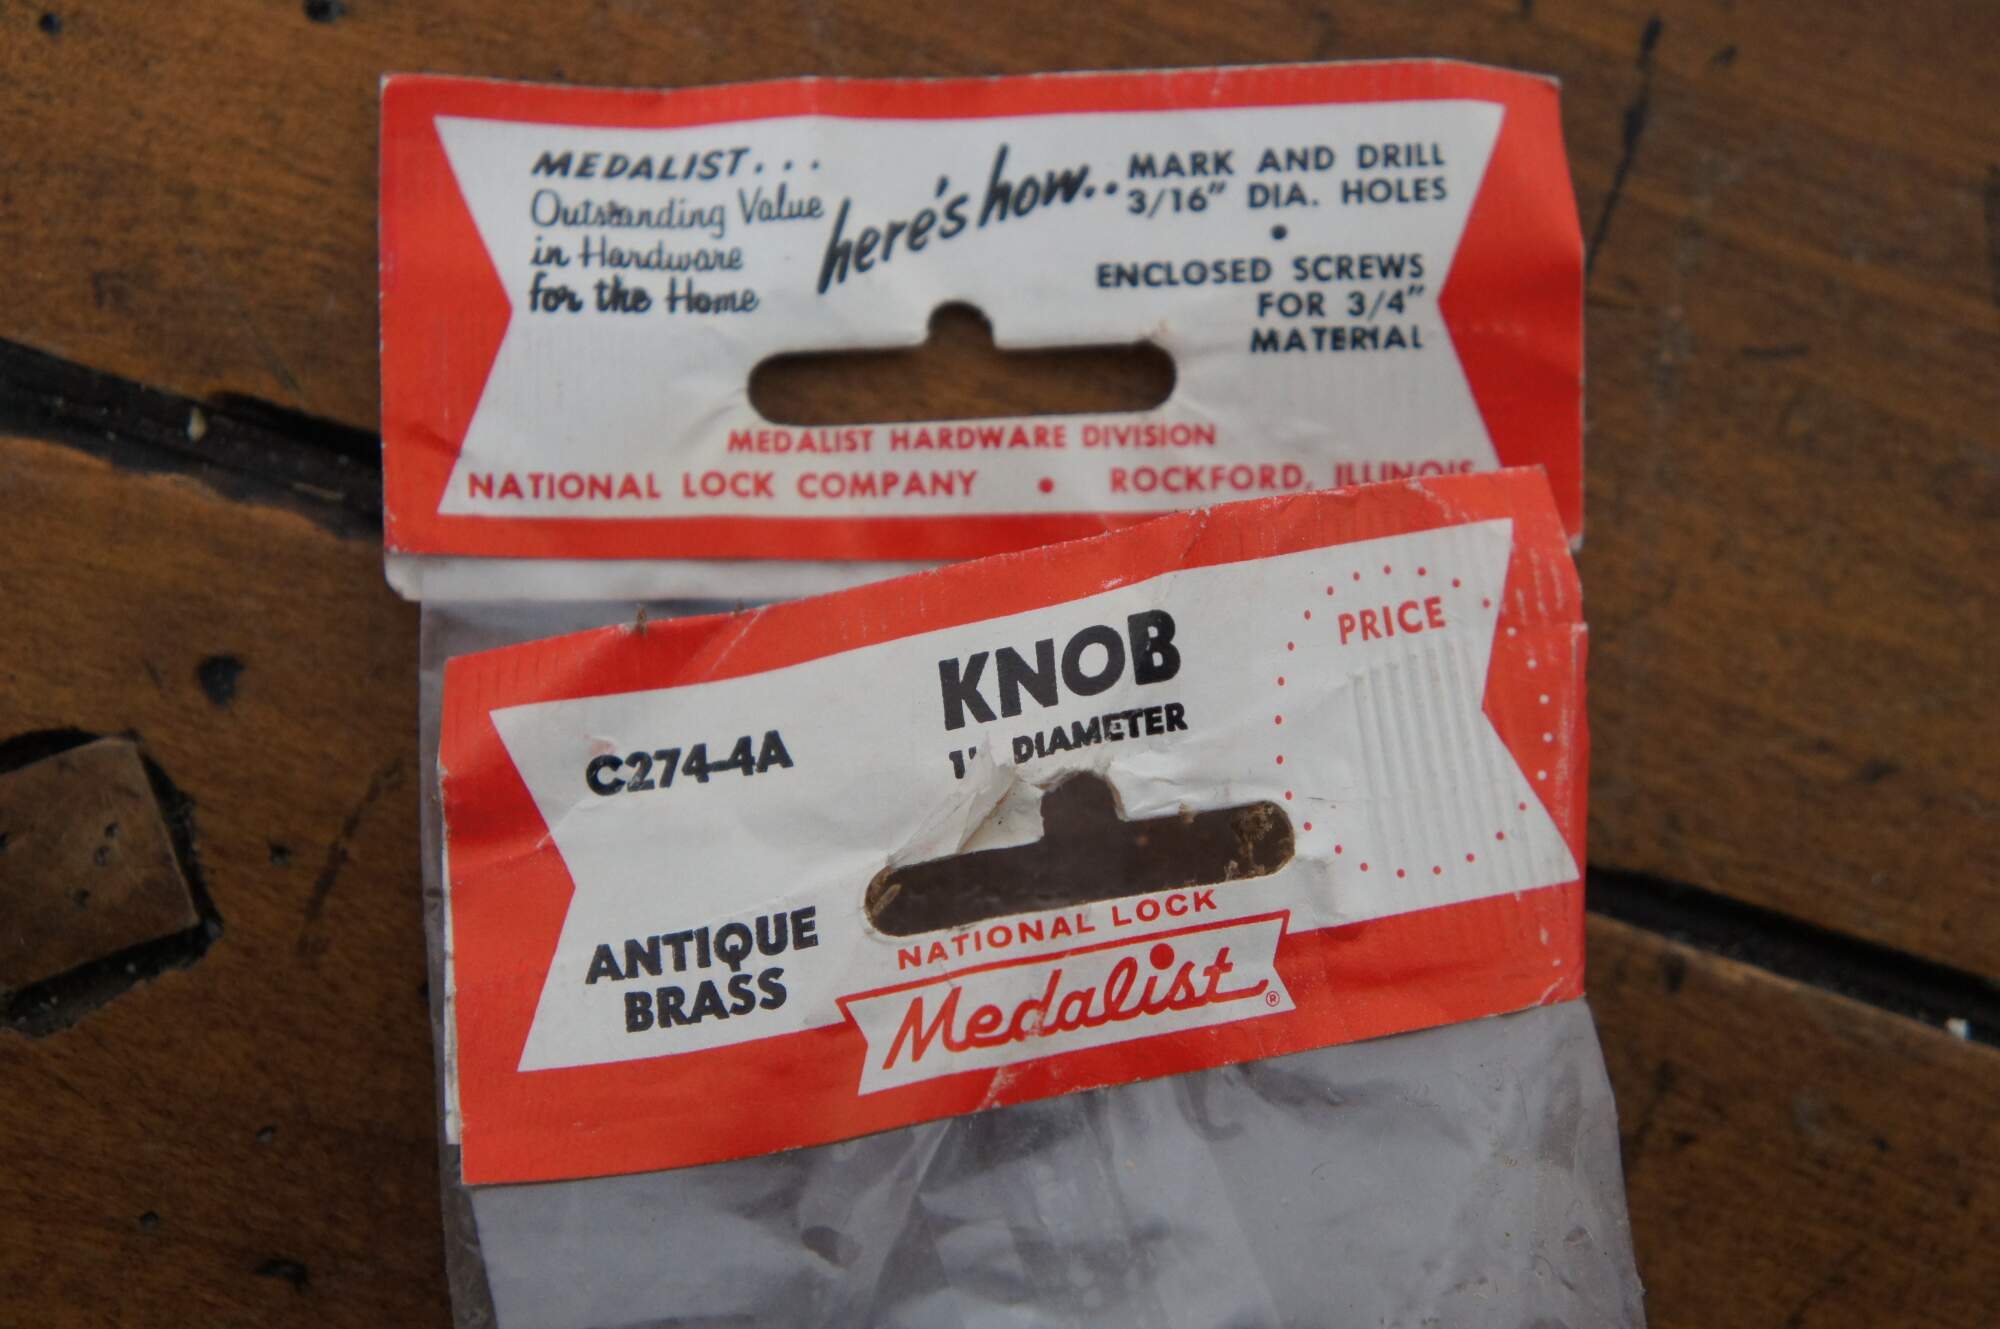 MEDALIST...
Outstanding Value
in Hardware
for the Home
here's how..
MARK AND DRILL
3/16" DIA. HOLES
•
ENCLOSED SCREWS
FOR 3/4"
MATERIAL
MEDALIST HARDWARE DIVISION
NATIONAL LOCK COMPANY • ROCKFORD, ILLINOIS
KNOB
1" DIAMETER
PRICE
C274-4A
ANTIQUE
BRASS
NATIONAL LOCK
Medalist®